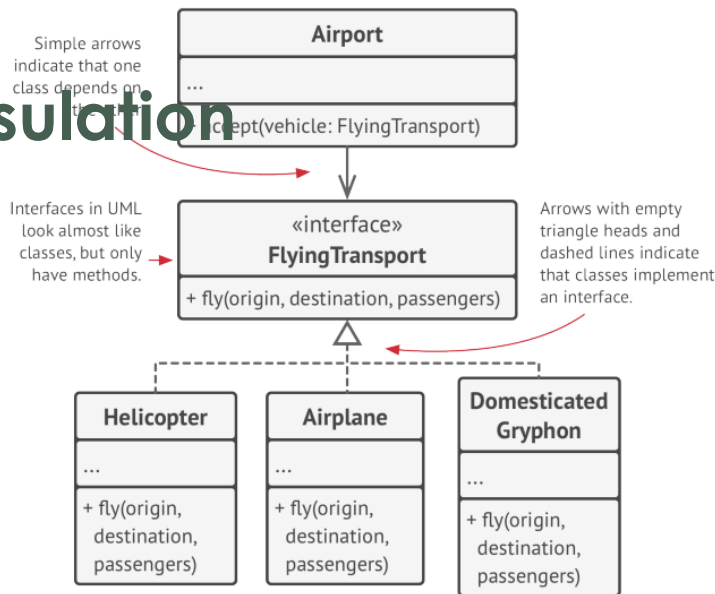 Airport
...
+ accept(vehicle: FlyingTransport)
Simple arrows
indicate that one
class depends on
the other
sulation
«interface»
FlyingTransport
+ fly(origin, destination, passengers)
Interfaces in UML
look almost like
classes, but only
have methods.
Arrows with empty
triangle heads and
dashed lines indicate
that classes implement
an interface.
Helicopter
...
+ fly(origin,
destination,
passengers)
Airplane
...
+ fly(origin,
destination,
passengers)
Domesticated
Gryphon
...
+ fly(origin,
destination,
passengers)